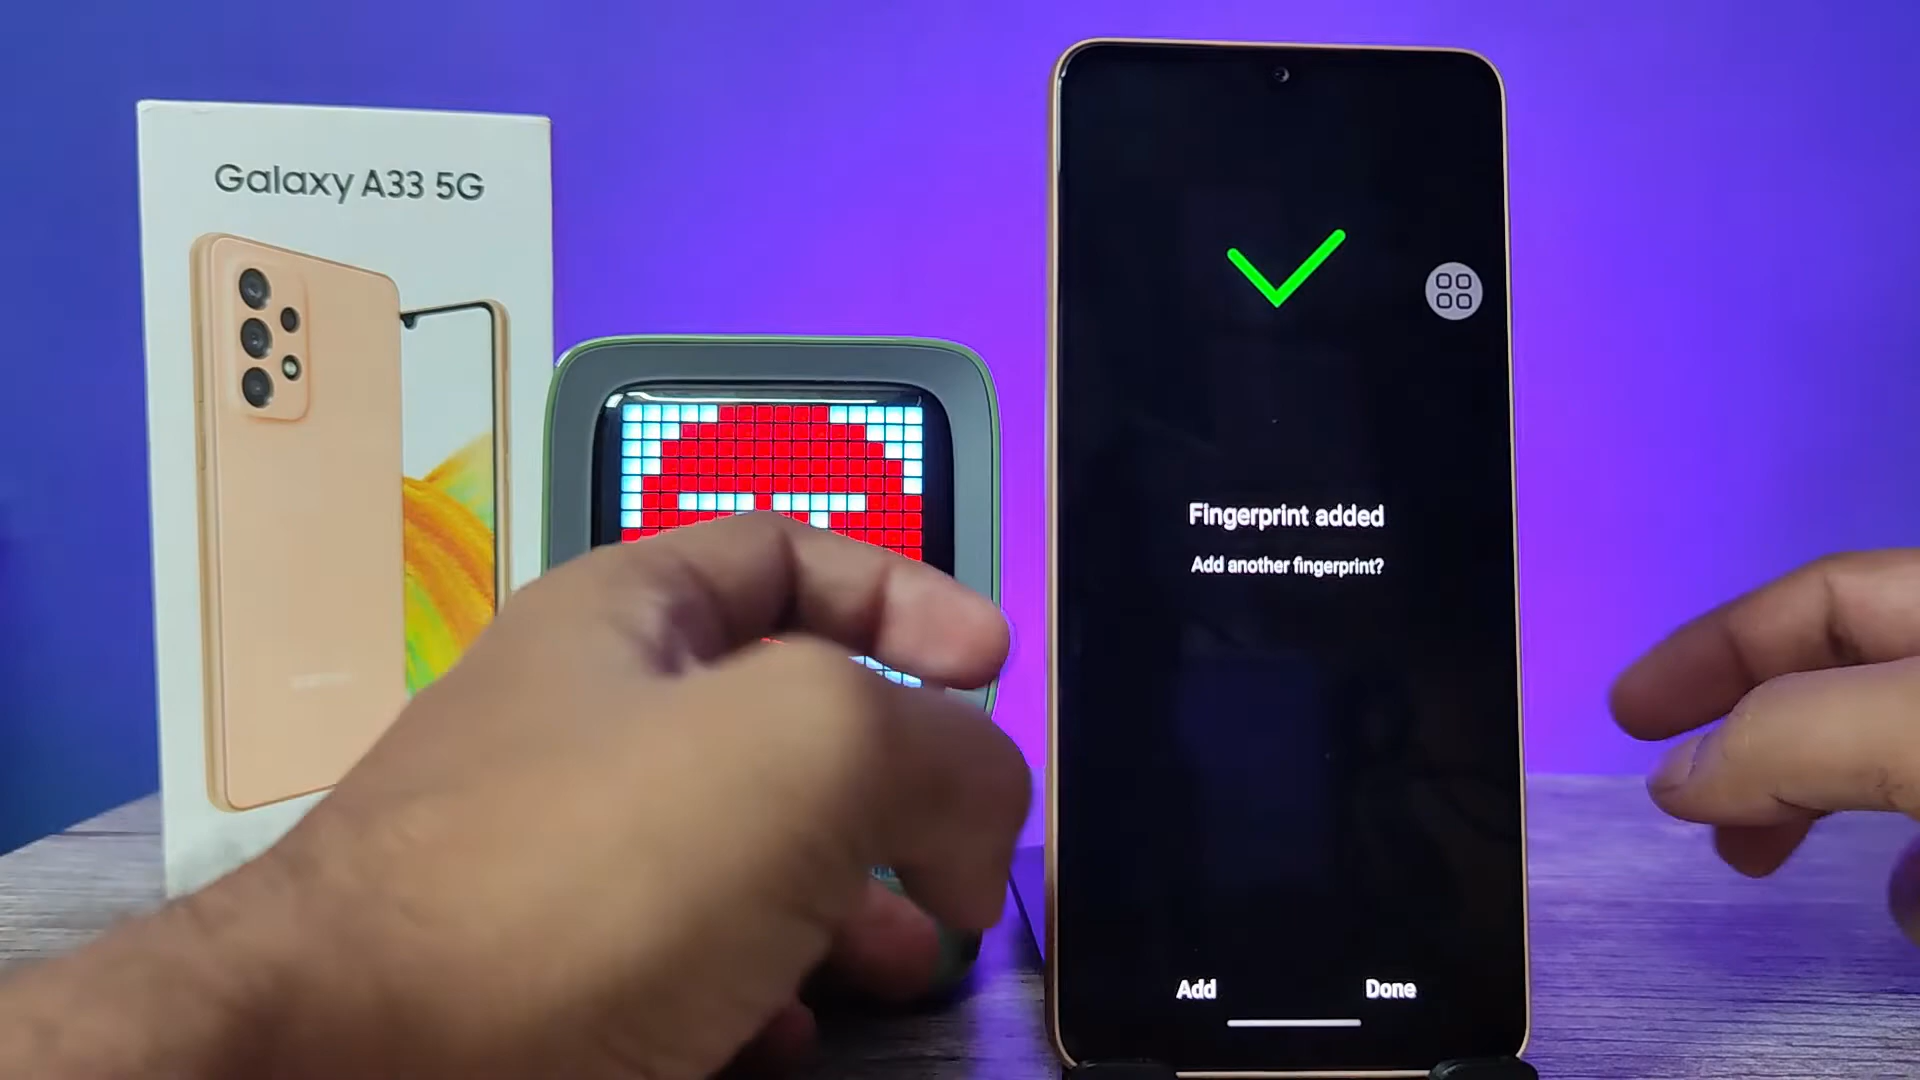 Galaxy A33 5G
Fingerprint added
Add another fingerprint?
Add
Done